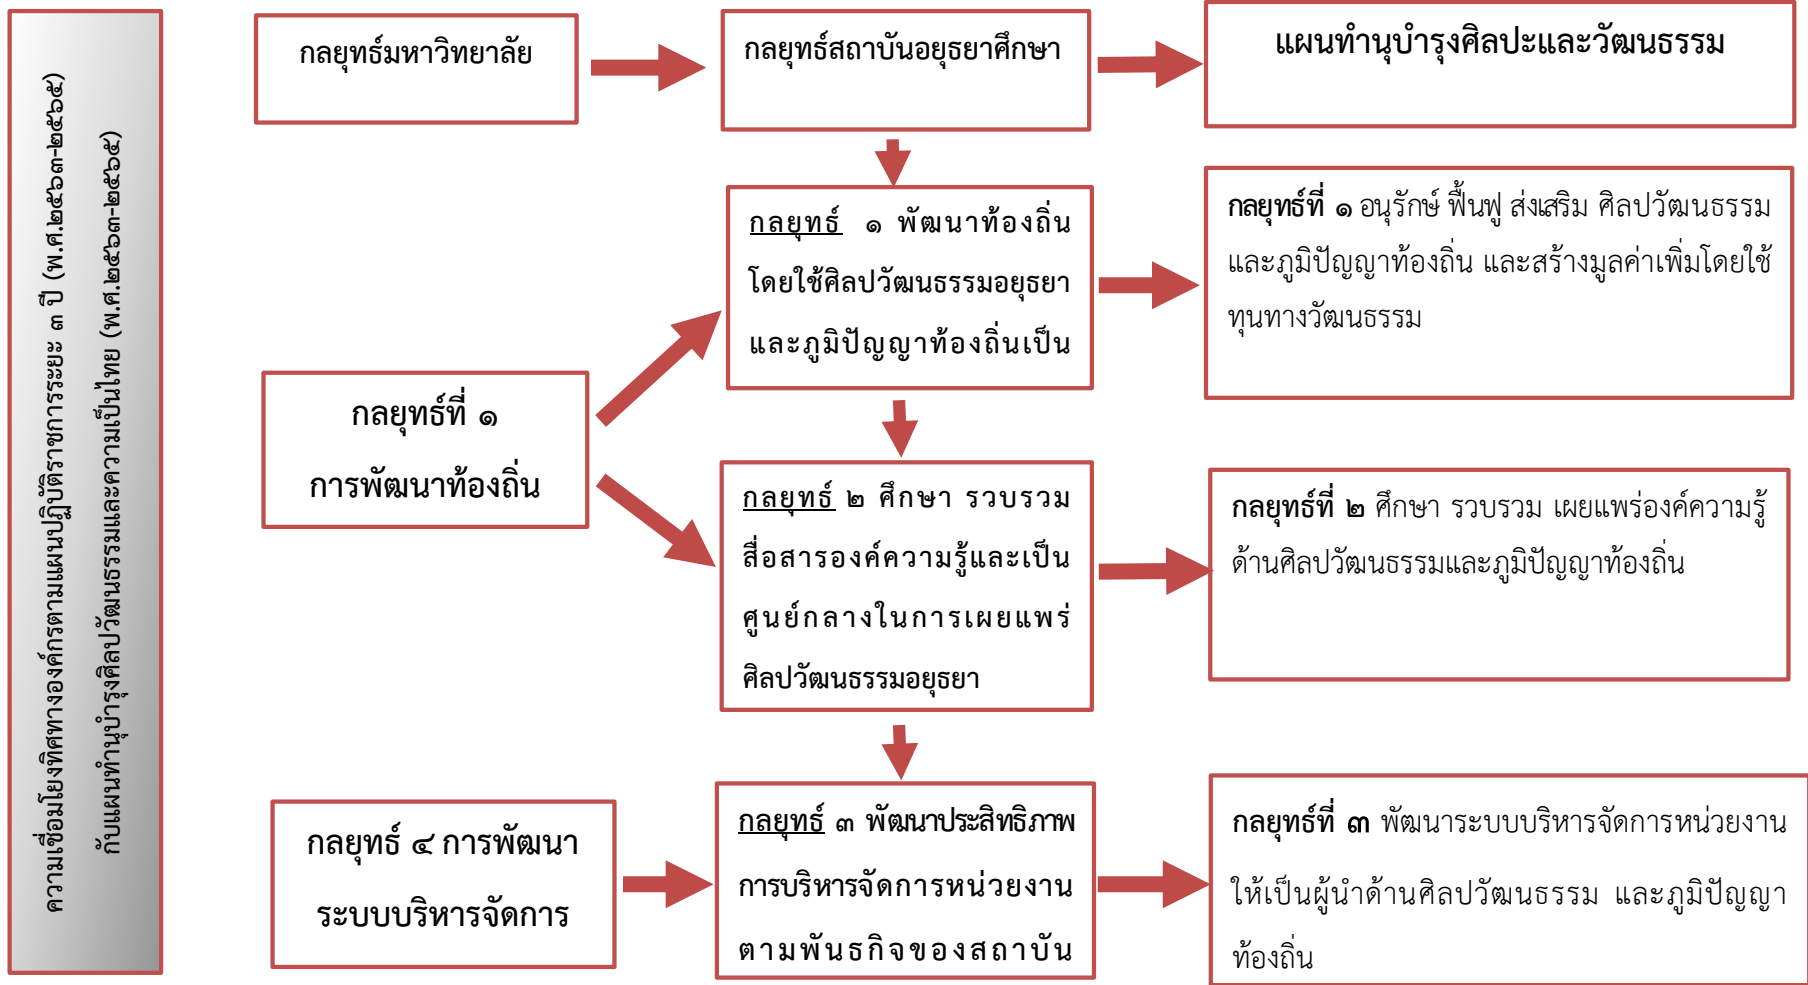 ความเชื่อมโยงทิศทางองค์กรตามแผนปฏิบัติราชการระยะ ๓ ปี (พ.ศ.๒๕๖๓-๒๕๖๕)
กับแผนทำนุบำรุงศิลปวัฒนธรรมและความเป็นไทย (พ.ศ.๒๕๖๓-๒๕๖๕)
กลยุทธ์มหาวิทยาลัย
กลยุทธ์สถาบันอยุธยาศึกษา
แผนทำนุบำรุงศิลปะและวัฒนธรรม
กลยุทธ์ที่ ๑
การพัฒนาท้องถิ่น
กลยุทธ์ ๑ พัฒนาท้องถิ่น
โดยใช้ศิลปวัฒนธรรมอยุธยา
และภูมิปัญญาท้องถิ่นเป็น
กลยุทธ์ที่ ๑ อนุรักษ์ ฟื้นฟู ส่งเสริม ศิลปวัฒนธรรม
และภูมิปัญญาท้องถิ่น และสร้างมูลค่าเพิ่มโดยใช้
ทุนทางวัฒนธรรม
กลยุทธ์ ๒ ศึกษา รวบรวม
สื่อสารองค์ความรู้และเป็น
ศูนย์กลางในการเผยแพร่
ศิลปวัฒนธรรมอยุธยา
กลยุทธ์ที่ ๒ ศึกษา รวบรวม เผยแพร่องค์ความรู้
ด้านศิลปวัฒนธรรมและภูมิปัญญาท้องถิ่น
กลยุทธ์ ๔ การพัฒนา
ระบบบริหารจัดการ
กลยุทธ์ ๓ พัฒนาประสิทธิภาพ
การบริหารจัดการหน่วยงาน
ตามพันธกิจของสถาบัน
กลยุทธ์ที่ ๓ พัฒนาระบบบริหารจัดการหน่วยงาน
ให้เป็นผู้นำด้านศิลปวัฒนธรรม และภูมิปัญญา
ท้องถิ่น